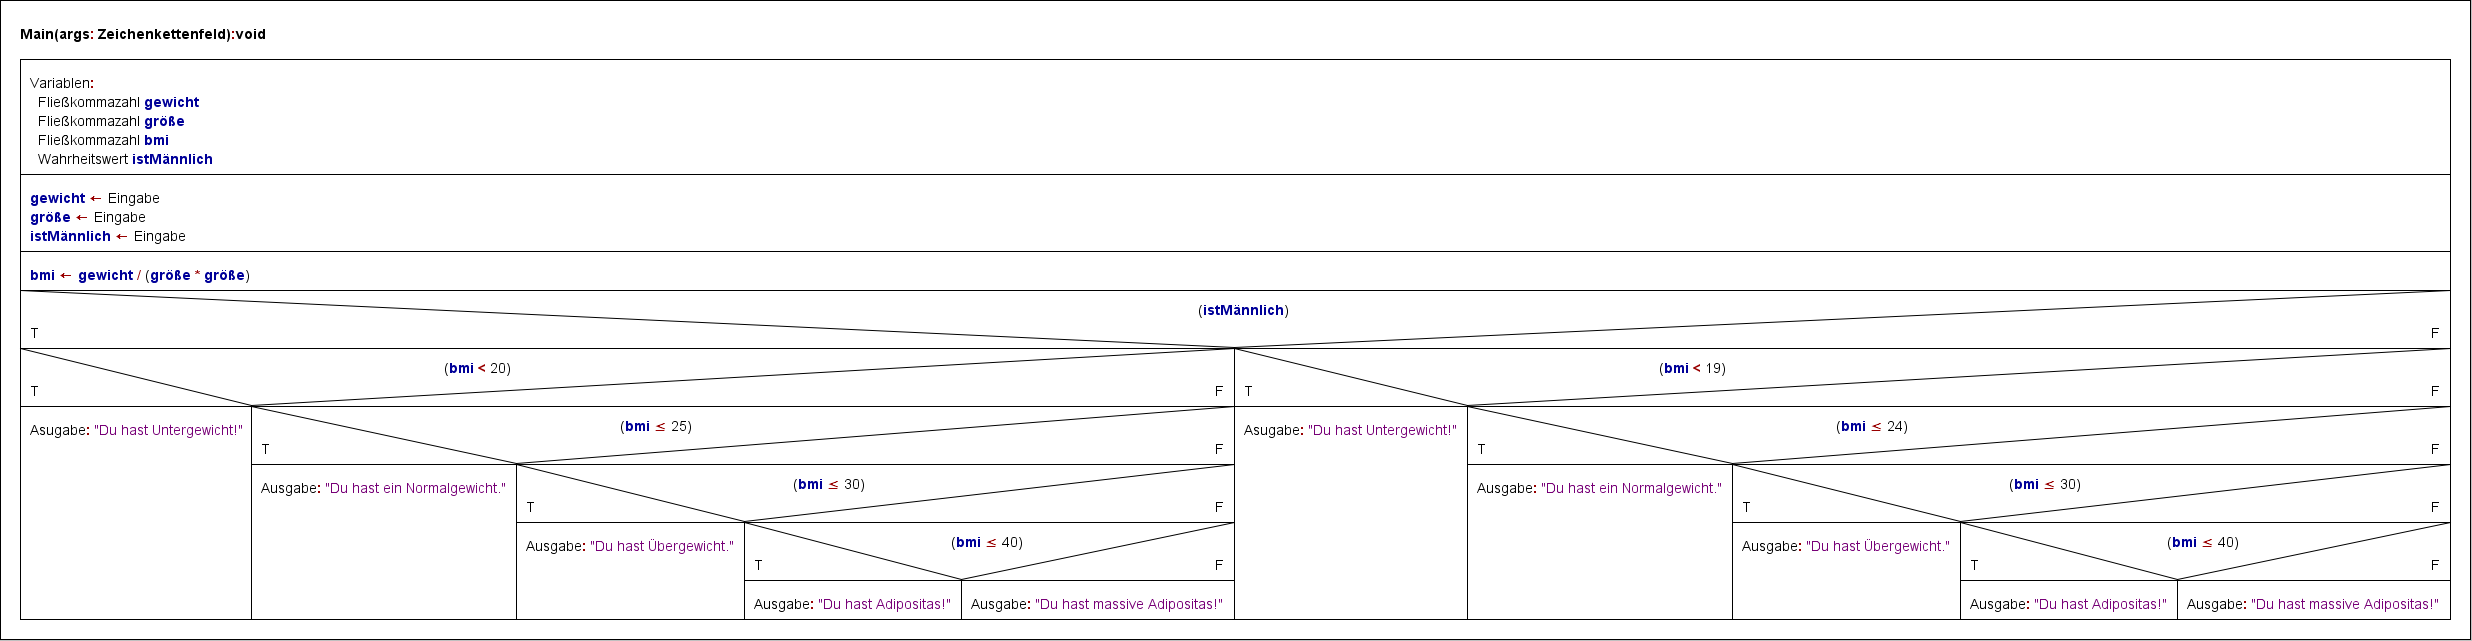 Main(args: Zeichenkettenfeld):void
Variablen:
Fließkommazahl gewicht
Fließkommazahl größe
Fließkommazahl bmi
Wahrheitswert istMännlich
gewicht ← Eingabe
größe ← Eingabe
istMännlich ← Eingabe
bmi ← gewicht / (größe * größe)
(istMännlich)
T F
(bmi < 20) (bmi < 19)
T F T F
Asugabe: "Du hast Untergewicht!" (bmi ≤ 25) Asugabe: "Du hast Untergewicht!" (bmi ≤ 24)
T F T F
Ausgabe: "Du hast ein Normalgewicht." (bmi ≤ 30) Ausgabe: "Du hast ein Normalgewicht." (bmi ≤ 30)
T F T F
Ausgabe: "Du hast Übergewicht." (bmi ≤ 40) Ausgabe: "Du hast Übergewicht." (bmi ≤ 40)
T F T F
Ausgabe: "Du hast Adipositas!" Ausgabe: "Du hast massive Adipositas!" Ausgabe: "Du hast Adipositas!" Ausgabe: "Du hast massive Adipositas!"